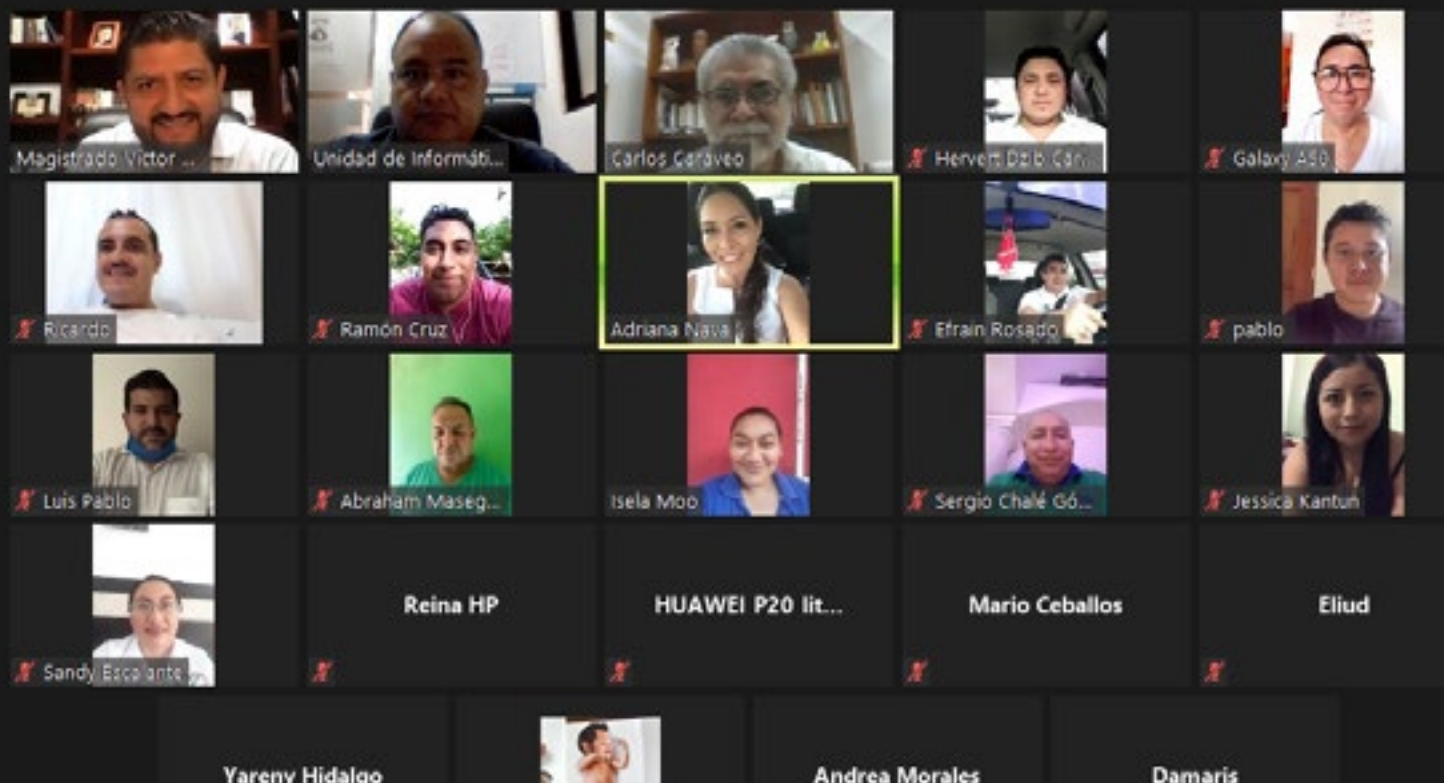 Magistrado Victor ...
Unidad de Informáti...
Carlos Caraveo
Hervert Dzib Can...
Galaxy A50
Ricardo
Ramón Cruz
Adriana Nava
Efrain Rosado
pablo
Luis Pablo
Abraham Maseg...
Isela Moo
Sergio Chalé Gó...
Jessica Kantun
Sandy Escalante
Reina HP
HUAWEI P20 lit...
Mario Ceballos
Eliud
Yareny Hidalgo
Andrea Morales
Damaris